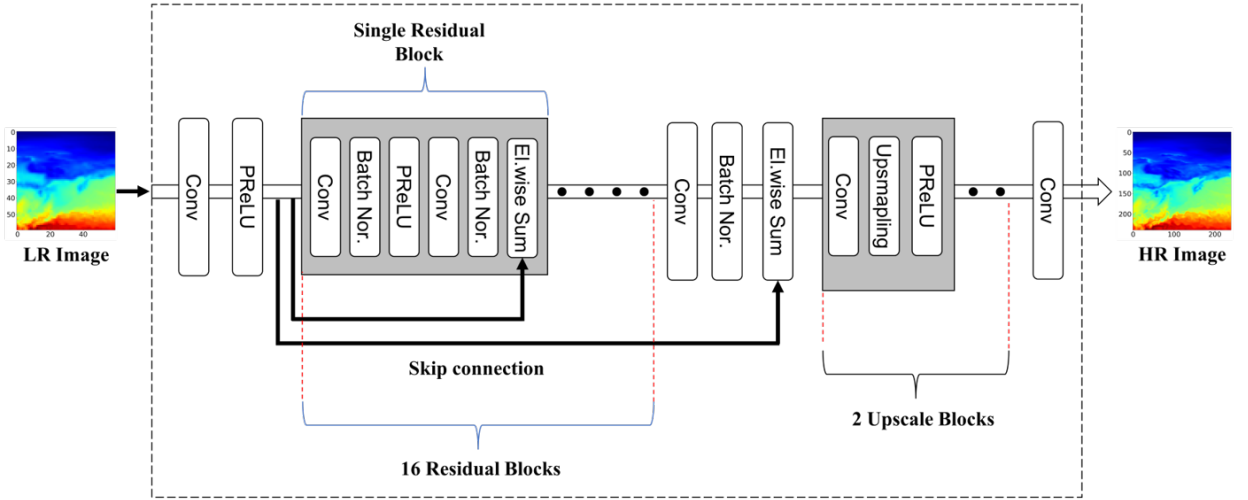 Single Residual
Block
0
10
20
30
40
50
0
20
40
LR Image
Conv
PReLU
Conv
Batch Nor.
PReLU
Conv
Batch Nor.
El.wise Sum
Conv
Batch Nor.
El.wise Sum
Conv
Upsmapling
PReLU
Conv
0
50
100
150
200
0
100
200
HR Image
Skip connection
16 Residual Blocks
2 Upscale Blocks